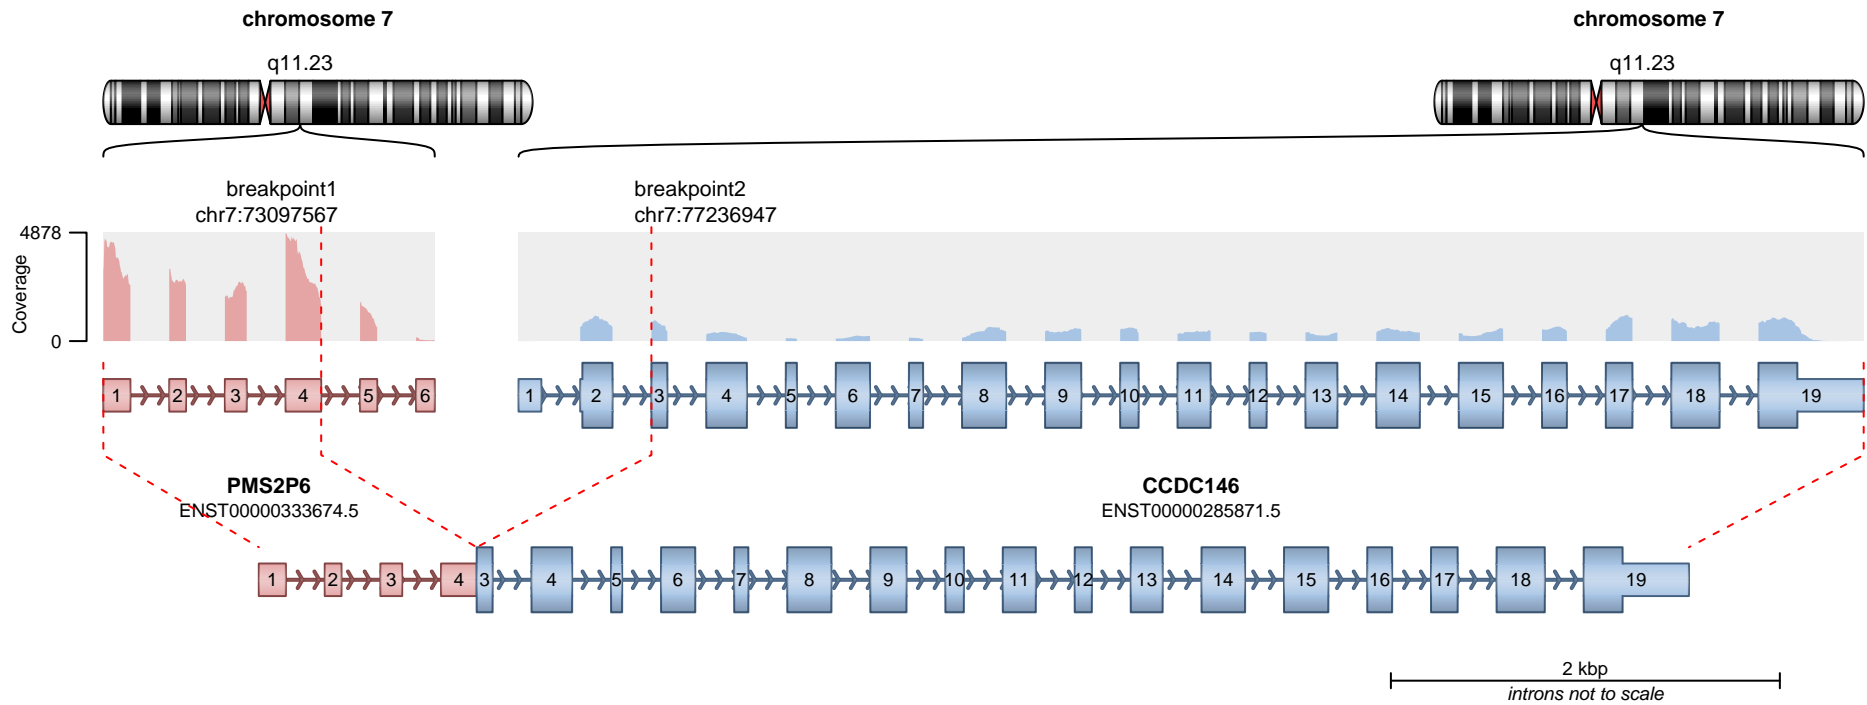 chromosome 7
chromosome 7
q11.23
q11.23
breakpoint1
chr7:73097567
breakpoint2
chr7:77236947
4878
Coverage
0
1 2 3 4 5 6
1 2 3 4 5 6 7 8 9 10 11 12 13 14 15 16 17 18 19
PMS2P6
ENST00000333674.5
CCDC146
ENST00000285871.5
1 2 3 4 3 4 5 6 7 8 9 10 11 12 13 14 15 16 17 18 19
2 kbp
introns not to scale